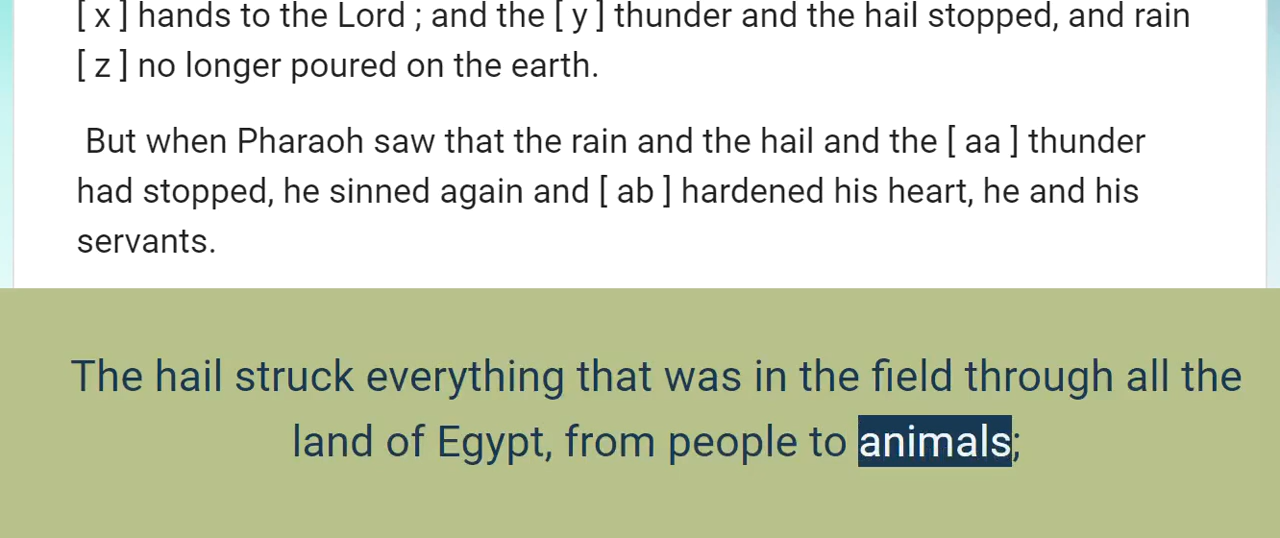 [ x ] hands to the Lord ; and the [ y ] thunder and the hail stopped, and rain
[ z ] no longer poured on the earth.
But when Pharaoh saw that the rain and the hail and the [ aa ] thunder
had stopped, he sinned again and [ ab ] hardened his heart, he and his
servants.
The hail struck everything that was in the field through all the
land of Egypt, from people to animals;